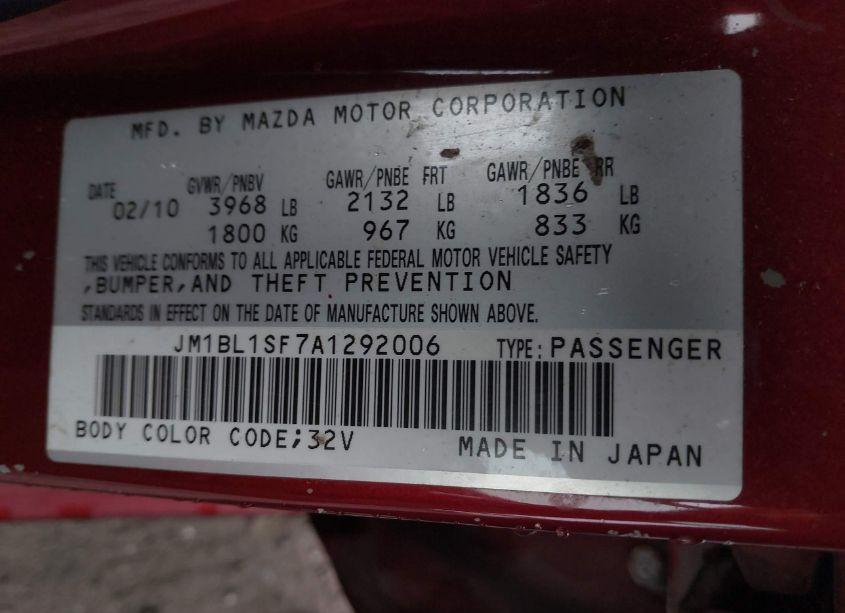 MFD. BY MAZDA MOTOR CORPORATION
DATE GVWR/PNBV GAWR/PNBE FRT GAWR/PNBE RR
02/10 3968 LB 2132 LB 1836 LB
1800 KG 967 KG 833 KG
THIS VEHICLE CONFORMS TO ALL APPLICABLE FEDERAL MOTOR VEHICLE SAFETY
,BUMPER,AND THEFT PREVENTION
STANDARDS IN EFFECT ON THE DATE OF MANUFACTURE SHOWN ABOVE.
JM1BL1SF7A1292006 TYPE: PASSENGER
BODY COLOR CODE;32V MADE IN JAPAN